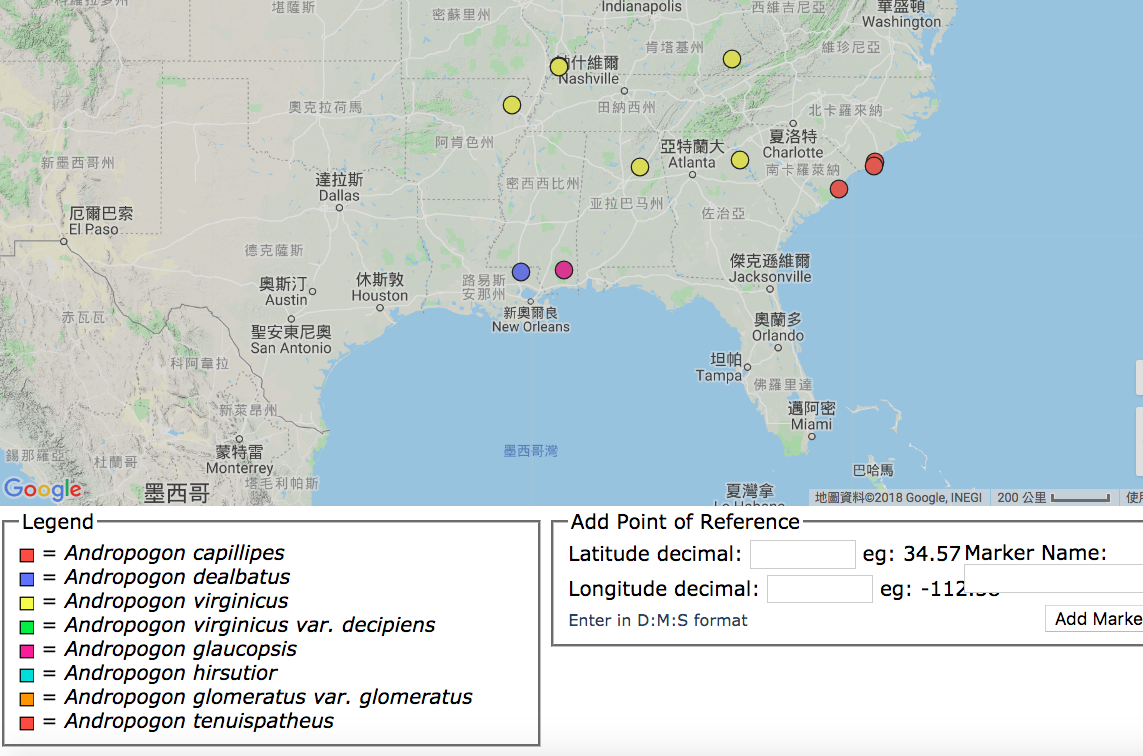 堪薩斯
密蘇里州
Indianapolis
西維吉尼亞
華盛頓
Washington
肯塔基州
維珍尼亞
納什維爾
Nashville
奧克拉荷馬
田納西州
北卡羅來納
阿肯色州
亞特蘭大
Atlanta
夏洛特
Charlotte
新墨西哥州
南卡羅萊納
達拉斯
Dallas
密西西比州
亞拉巴馬州
佐治亞
厄爾巴索
El Paso
德克薩斯
傑克遜維爾
Jacksonville
奧斯汀
Austin
休斯敦
Houston
路易斯
安那州
赤瓦瓦
新奧爾良
New Orleans
聖安東尼奧
San Antonio
奧蘭多
Orlando
科阿韋拉
坦帕
Tampa
佛羅里達
新萊昂州
邁阿密
Miami
墨西哥灣
蒙特雷
Monterrey
錫那羅亞
杜蘭哥
塔毛利帕斯
巴哈馬
Google
墨西哥
夏灣拿
La Habana
地圖資料©2018 Google, INEGI
200 公里
Legend
= Andropogon capillipes
= Andropogon dealbatus
= Andropogon virginicus
= Andropogon virginicus var. decipiens
= Andropogon glaucopsis
= Andropogon hirsutior
= Andropogon glomeratus var. glomeratus
= Andropogon tenuispatheus
Add Point of Reference
Latitude decimal: eg: 34.57 Marker Name:
Longitude decimal: eg: -112.38
Enter in D:M:S format
Add Marke